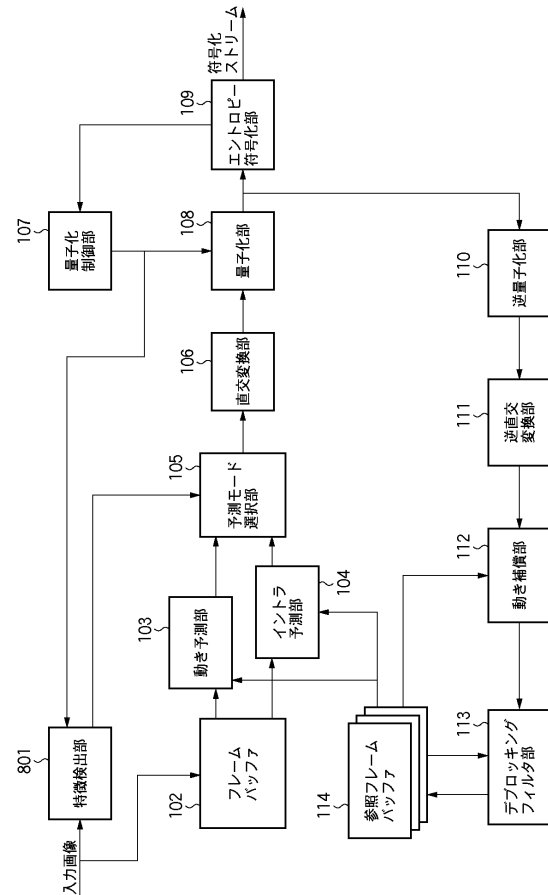 入力画像
801
特徴検出部
102
フレーム
バッファ
103
動き予測部
104
イントラ
予測部
105
予測モード
選択部
106
直交変換部
107
量子化
制御部
108
量子化部
109
エントロピー
符号化部
符号化
ストリーム
110
逆量子化部
111
逆直交
変換部
112
動き補償部
113
デブロッキング
フィルタ部
114
参照フレーム
バッファ